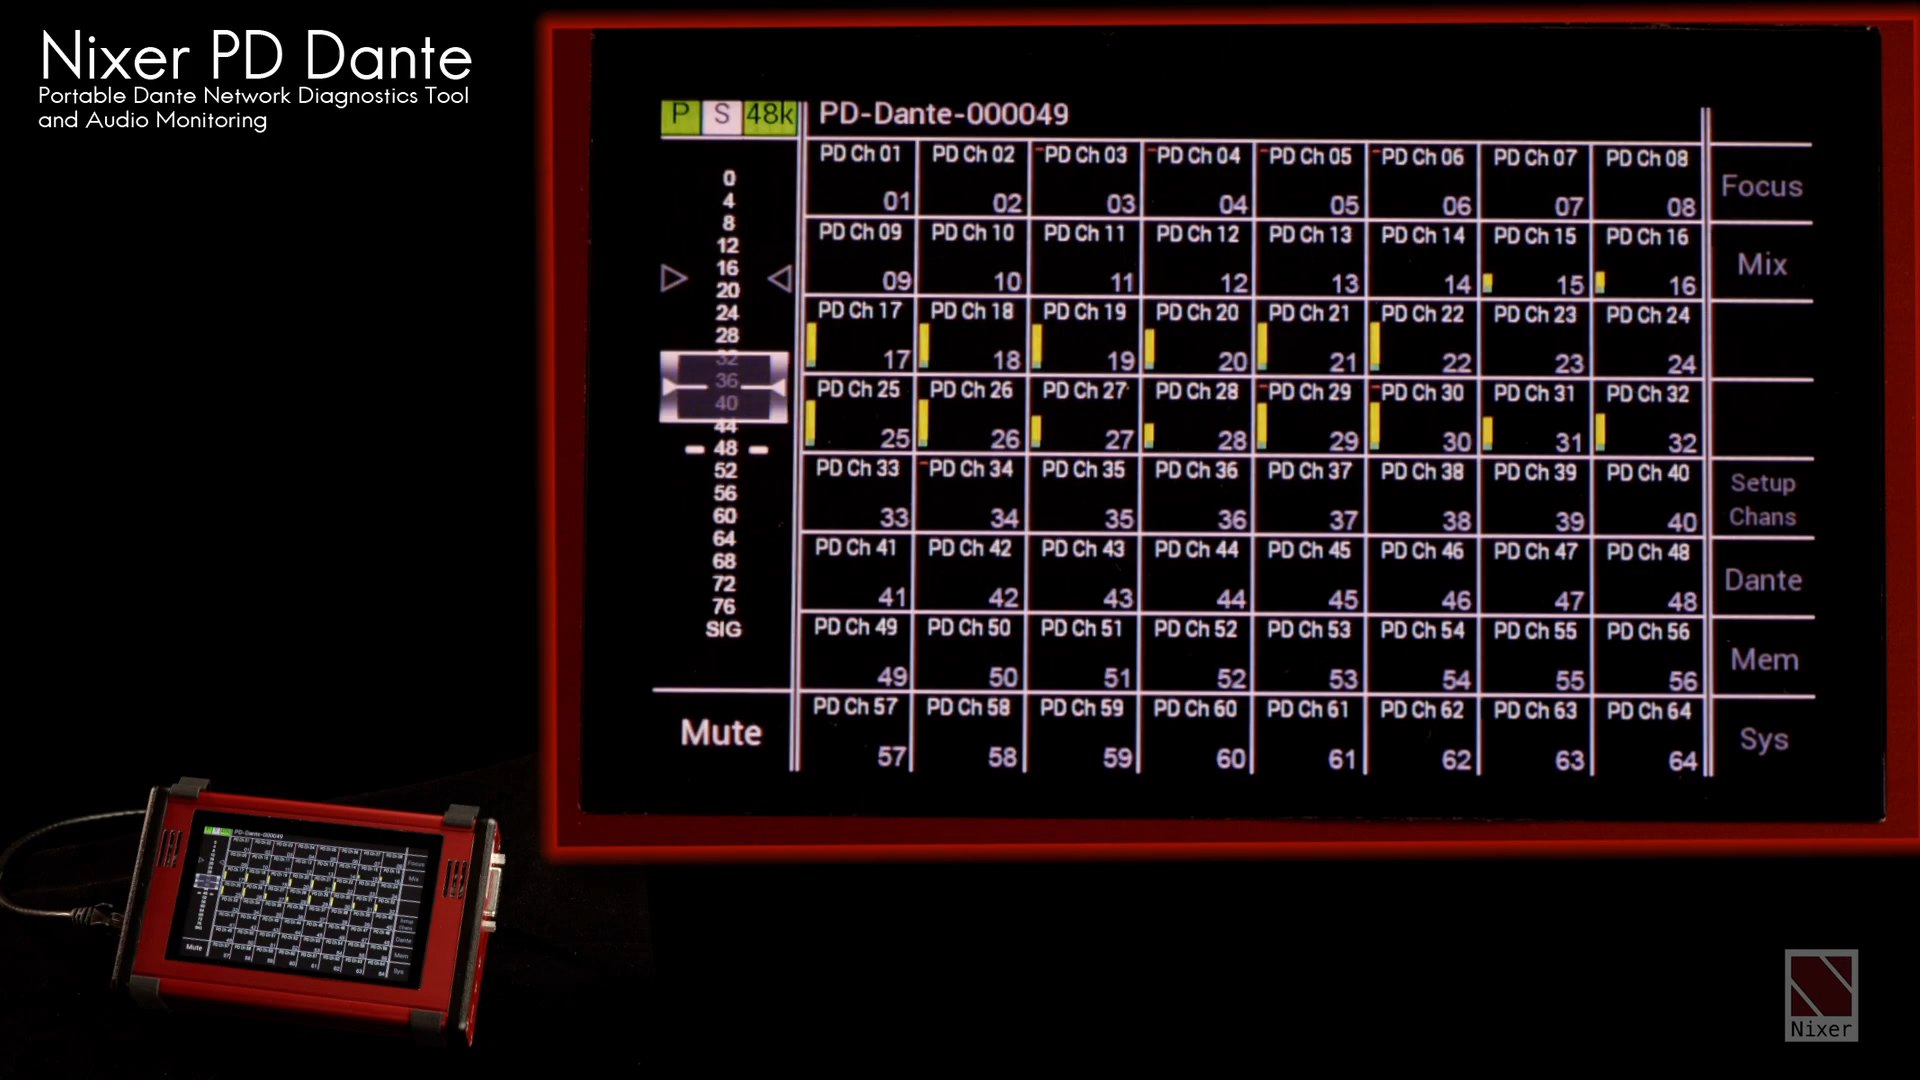 Nixer PD Dante
Portable Dante Network Diagnostics Tool
and Audio Monitoring
P S 48k PD-Dante-000049
0
4
8
12
16
20
24
28
32
36
40
44
48
52
56
60
64
68
72
76
SIG
Mute
PD Ch 01 PD Ch 02 PD Ch 03 PD Ch 04 PD Ch 05 PD Ch 06 PD Ch 07 PD Ch 08
01 02 03 04 05 06 07 08
PD Ch 09 PD Ch 10 PD Ch 11 PD Ch 12 PD Ch 13 PD Ch 14 PD Ch 15 PD Ch 16
09 10 11 12 13 14 15 16
PD Ch 17 PD Ch 18 PD Ch 19 PD Ch 20 PD Ch 21 PD Ch 22 PD Ch 23 PD Ch 24
17 18 19 20 21 22 23 24
PD Ch 25 PD Ch 26 PD Ch 27 PD Ch 28 PD Ch 29 PD Ch 30 PD Ch 31 PD Ch 32
25 26 27 28 29 30 31 32
PD Ch 33 PD Ch 34 PD Ch 35 PD Ch 36 PD Ch 37 PD Ch 38 PD Ch 39 PD Ch 40
33 34 35 36 37 38 39 40
PD Ch 41 PD Ch 42 PD Ch 43 PD Ch 44 PD Ch 45 PD Ch 46 PD Ch 47 PD Ch 48
41 42 43 44 45 46 47 48
PD Ch 49 PD Ch 50 PD Ch 51 PD Ch 52 PD Ch 53 PD Ch 54 PD Ch 55 PD Ch 56
49 50 51 52 53 54 55 56
PD Ch 57 PD Ch 58 PD Ch 59 PD Ch 60 PD Ch 61 PD Ch 62 PD Ch 63 PD Ch 64
57 58 59 60 61 62 63 64
Focus
Mix
Setup
Chans
Dante
Mem
Sys
PD-Dante-000049
Mute
Focus
Mix
Dante
Mem
Sys
Nixer